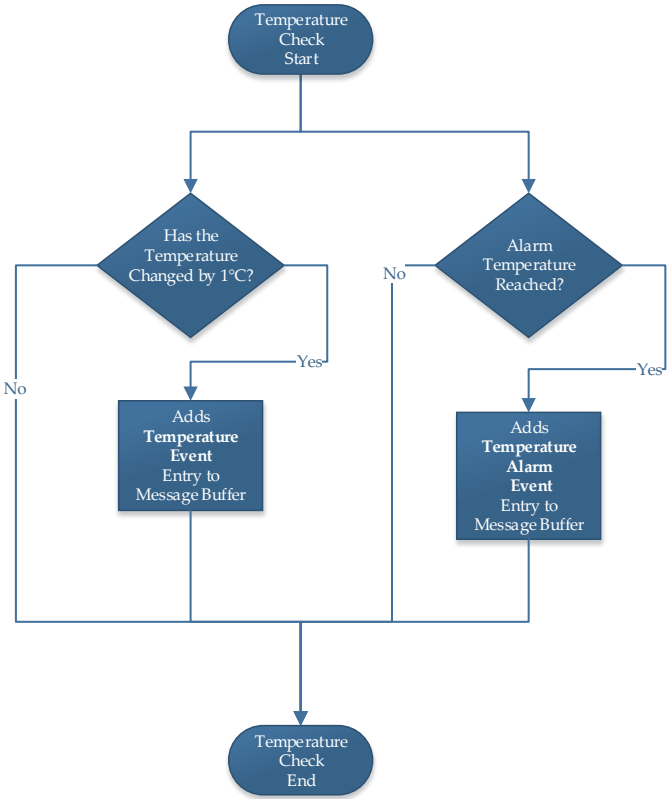 Temperature
Check
Start
Has the
Temperature
Changed by 1°C?
Alarm
Temperature
Reached?
No
Yes
Yes
No
Adds
Temperature
Event
Entry to
Message Buffer
Adds
Temperature
Alarm
Event
Entry to
Message Buffer
Temperature
Check
End